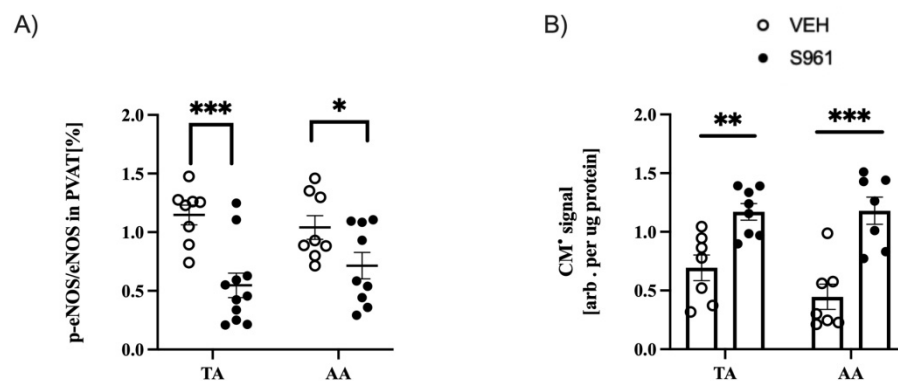 A)
B)
VEH
S961
p-eNOS/eNOS in PVAT[%]
2.0
1.5
1.0
0.5
0.0
***
*
TA
AA
CM• signal
[arb . per ug protein]
2.0
1.5
1.0
0.5
0.0
**
***
TA
AA